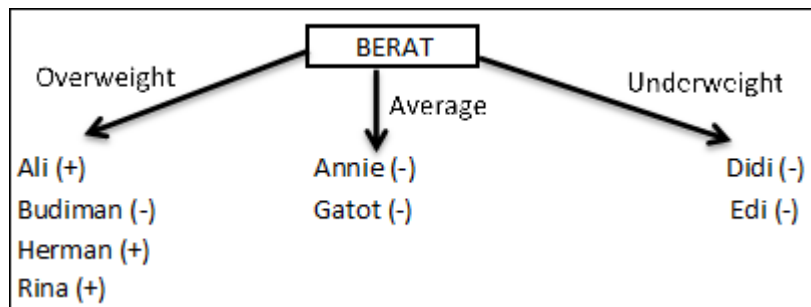 BERAT
Overweight
Average
Underweight
Ali (+)
Budiman (-)
Herman (+)
Rina (+)
Annie (-)
Gatot (-)
Didi (-)
Edi (-)